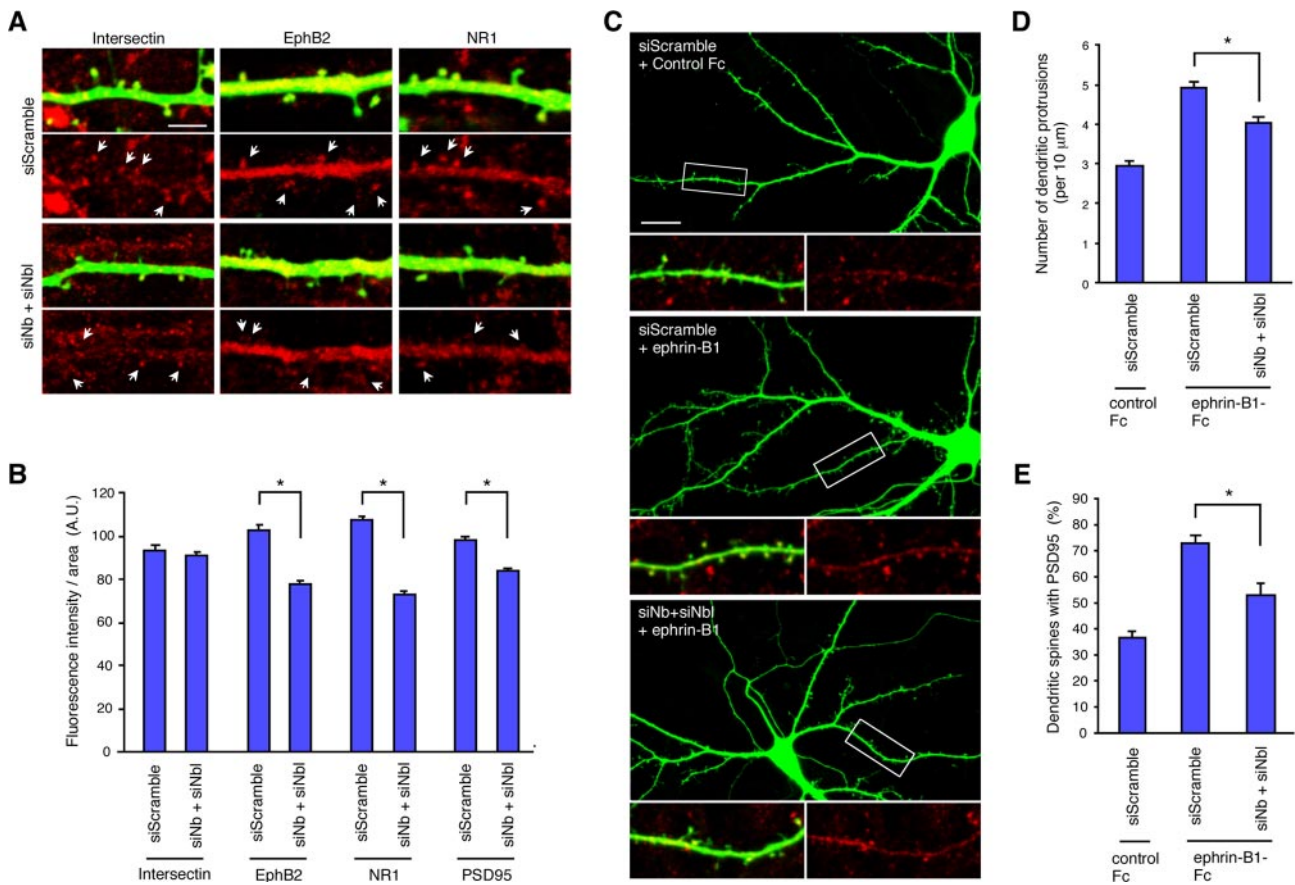 A
Intersectin
EphB2
NR1
siScramble
siNb + siNbl
B
Fluorescence intensity / area (A.U.)
120
100
80
60
40
20
0
*
*
*
siScramble
siNb + siNbl
siScramble
siNb + siNbl
siScramble
siNb + siNbl
siScramble
siNb + siNbl
Intersectin
EphB2
NR1
PSD95
C
siScramble
+ Control Fc
siScramble
+ ephrin-B1
siNb+siNbl
+ ephrin-B1
D
Number of dendritic protrusions
(per 10 μm)
6
5
4
3
2
1
0
*
siScramble
siScramble
siNb + siNbl
control
Fc
ephrin-B1-
Fc
E
Dendritic spines with PSD95 (%)
90
80
70
60
50
40
30
20
10
0
*
siScramble
siScramble
siNb + siNbl
control
Fc
ephrin-B1-
Fc